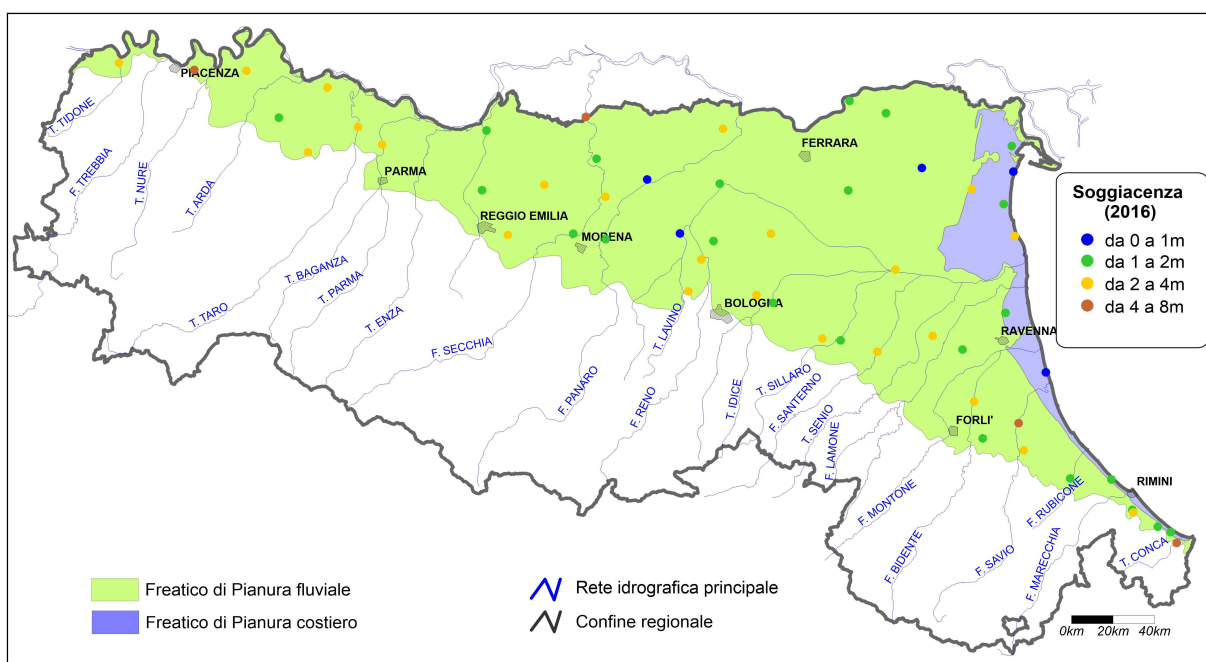 PIACENZA
T. TIDONE
F. TREBBIA
T. NURE
T. ARDA
PARMA
FERRARA
REGGIO EMILIA
MODENA
T. BAGANZA
T. PARMA
T. TARO
T. ENZA
F. SECCHIA
F. PANARO
F. RENO
T. LAVINO
BOLOGNA
T. IDICE
T. SILLARO
F. SANTERNO
T. SENIO
F. LAMONE
RAVENNA
FORLI'
F. MONTONE
F. BIDENTE
F. SAVIO
F. RUBICONE
F. MARECCHIA
RIMINI
T. CONCA
Soggiacenza
(2016)
da 0 a 1m
da 1 a 2m
da 2 a 4m
da 4 a 8m
Freatico di Pianura fluviale
Freatico di Pianura costiero
Rete idrografica principale
Confine regionale
0km 20km 40km